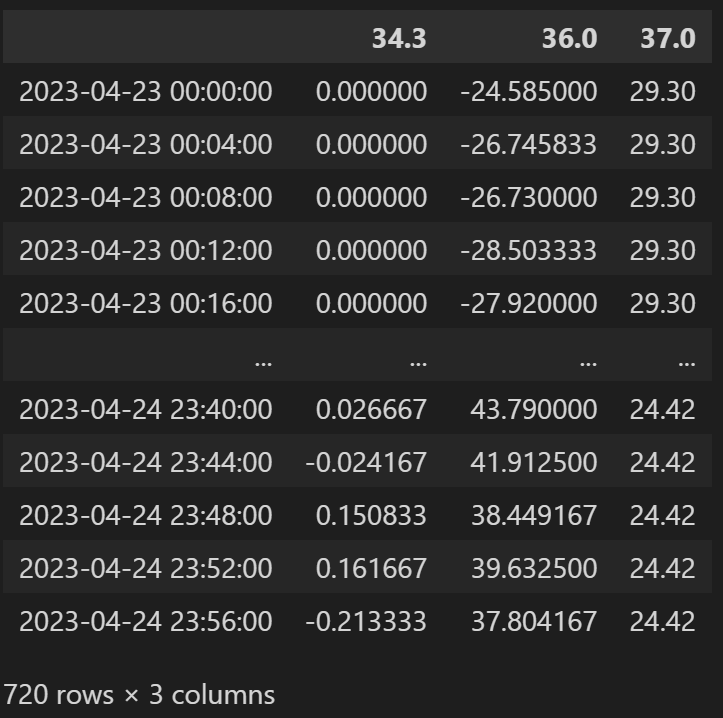 34.3 36.0 37.0
2023-04-23 00:00:00 0.000000 -24.585000 29.30
2023-04-23 00:04:00 0.000000 -26.745833 29.30
2023-04-23 00:08:00 0.000000 -26.730000 29.30
2023-04-23 00:12:00 0.000000 -28.503333 29.30
2023-04-23 00:16:00 0.000000 -27.920000 29.30
... ... ... ...
2023-04-24 23:40:00 0.026667 43.790000 24.42
2023-04-24 23:44:00 -0.024167 41.912500 24.42
2023-04-24 23:48:00 0.150833 38.449167 24.42
2023-04-24 23:52:00 0.161667 39.632500 24.42
2023-04-24 23:56:00 -0.213333 37.804167 24.42
720 rows × 3 columns